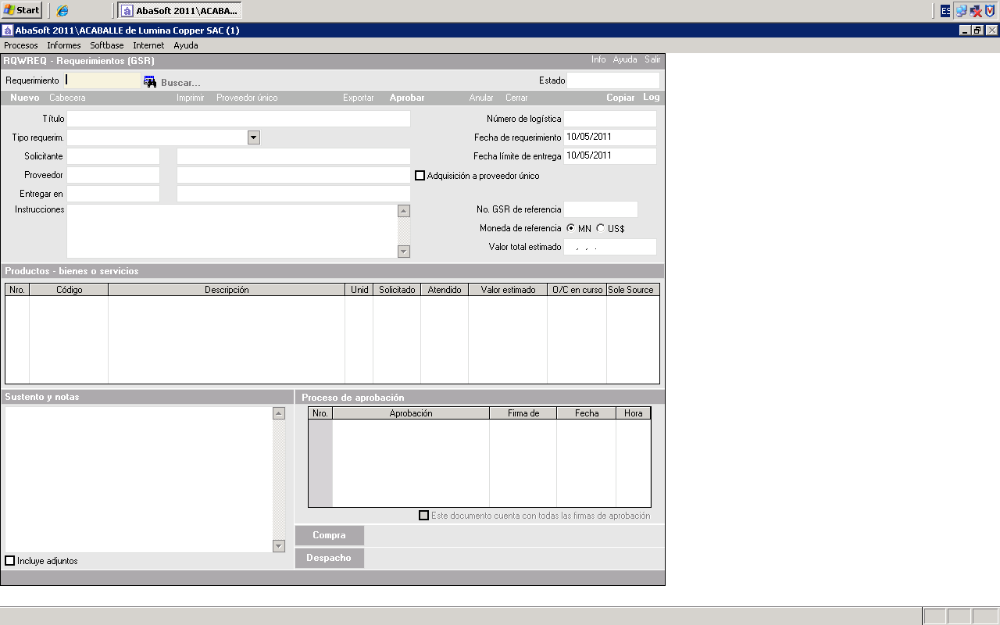 Start AbaSoft 2011\ACABA... ES
AbaSoft 2011\ACABALLE de Lumina Copper SAC (1)
Procesos Informes Softbase Internet Ayuda
RQWREQ - Requerimientos (GSR) Info Ayuda Salir
Requerimiento Buscar... Estado
Nuevo Cabecera Imprimir Proveedor único Exportar Aprobar Anular Cerrar Copiar Log
Título Número de logística
Tipo requerim. Fecha de requerimiento 10/05/2011
Solicitante Fecha límite de entrega 10/05/2011
Proveedor Adquisición a proveedor único
Entregar en
Instrucciones No. GSR de referencia
Moneda de referencia MN US$
Valor total estimado , , .
Productos - bienes o servicios
Nro. Código Descripción Unid Solicitado Atendido Valor estimado O/C en curso Sole Source
Sustento y notas Proceso de aprobación
Nro. Aprobación Firma de Fecha Hora
Este documento cuenta con todas las firmas de aprobación
Compra
Despacho
Incluye adjuntos